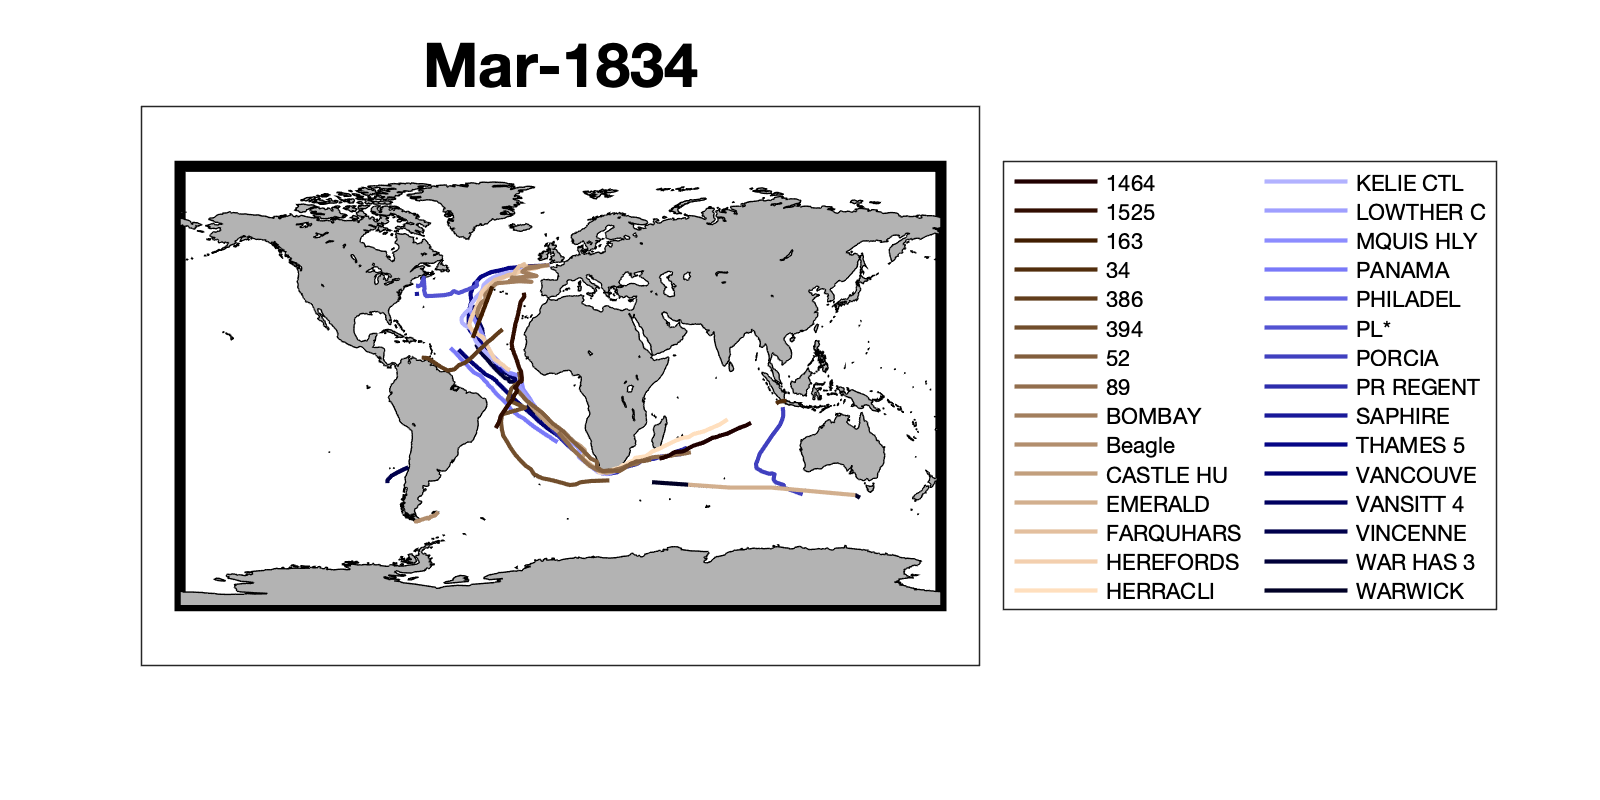 Mar-1834
1464
1525
163
34
386
394
52
89
BOMBAY
Beagle
CASTLE HU
EMERALD
FARQUHARS
HEREFORDS
HERRACLI
KELIE CTL
LOWTHER C
MQUIS HLY
PANAMA
PHILADEL
PL*
PORCIA
PR REGENT
SAPHIRE
THAMES 5
VANCOUVE
VANSITT 4
VINCENNE
WAR HAS 3
WARWICK